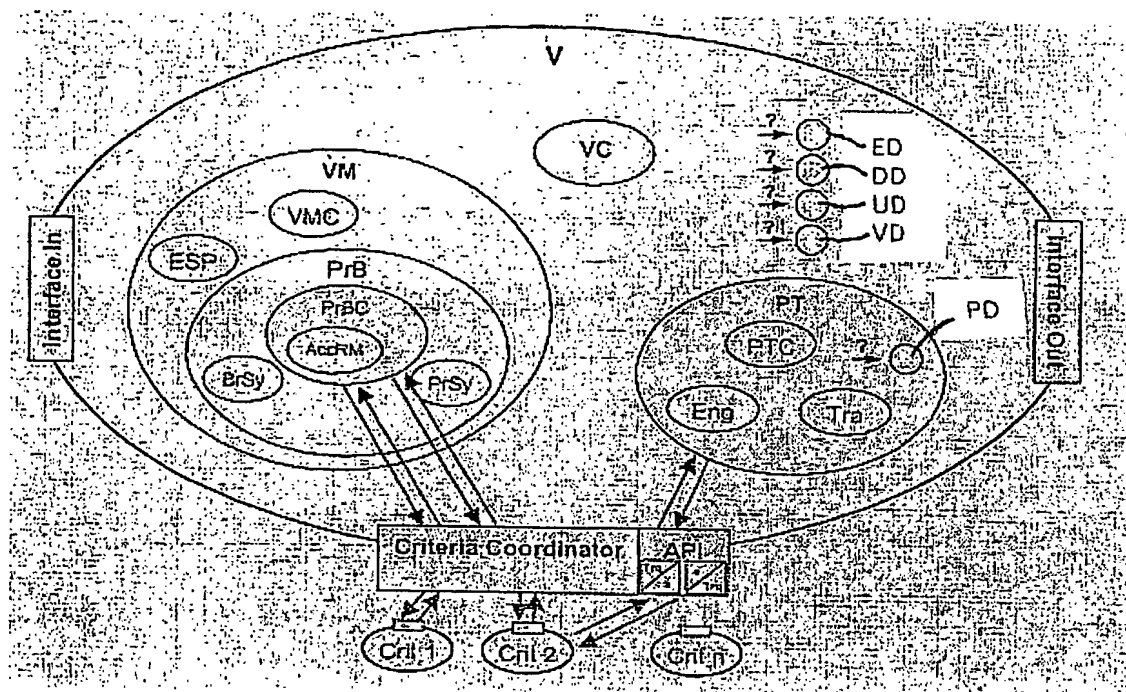 V
VC
VM
VMC
ESP
PrB
PrBC
AccRM
BrSy
PrSy
Interface In
?
ED
?
DD
?
UD
?
VD
Interface Out
PT
PTC
?
PD
Eng
Tra
Criteria Coordinator
API
Crit 1
Crit 2
Crit n